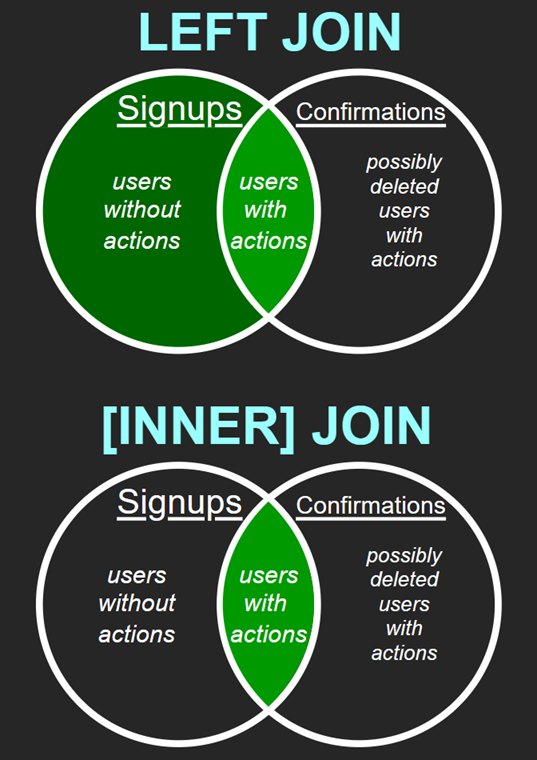 LEFT JOIN
Signups
Confirmations
users
without
actions
users
with
actions
possibly
deleted
users
with
actions
[INNER] JOIN
Signups
Confirmations
users
without
actions
users
with
actions
possibly
deleted
users
with
actions